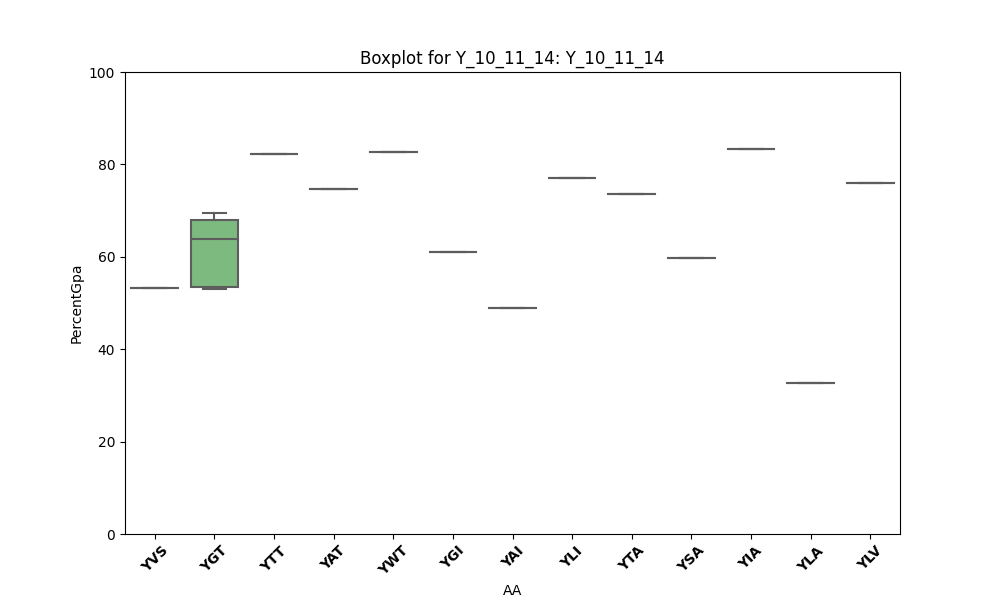 Boxplot for Y_10_11_14: Y_10_11_14
PercentGpa
100
80
60
40
20
0
YVS
YGT
YTT
YAT
YWT
YGI
YAI
YLI
YTA
YSA
YIA
YLA
YLV
AA